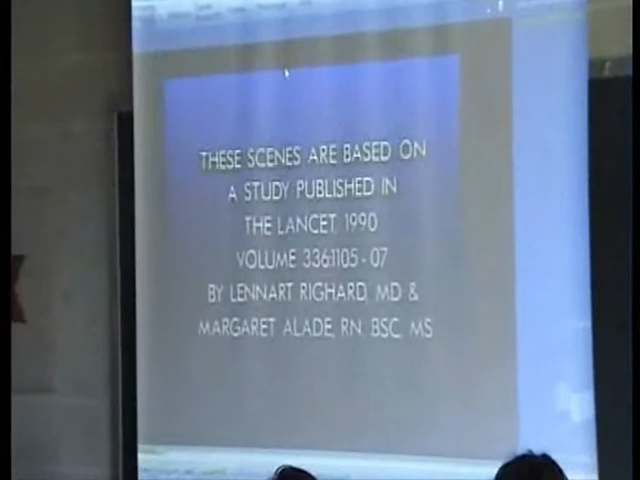 THESE SCENES ARE BASED ON
A STUDY PUBLISHED IN
THE LANCET, 1990
VOLUME 336:1105-07
BY LENNART RIGHARD, MD &
MARGARET ALADE, RN, BSC, MS